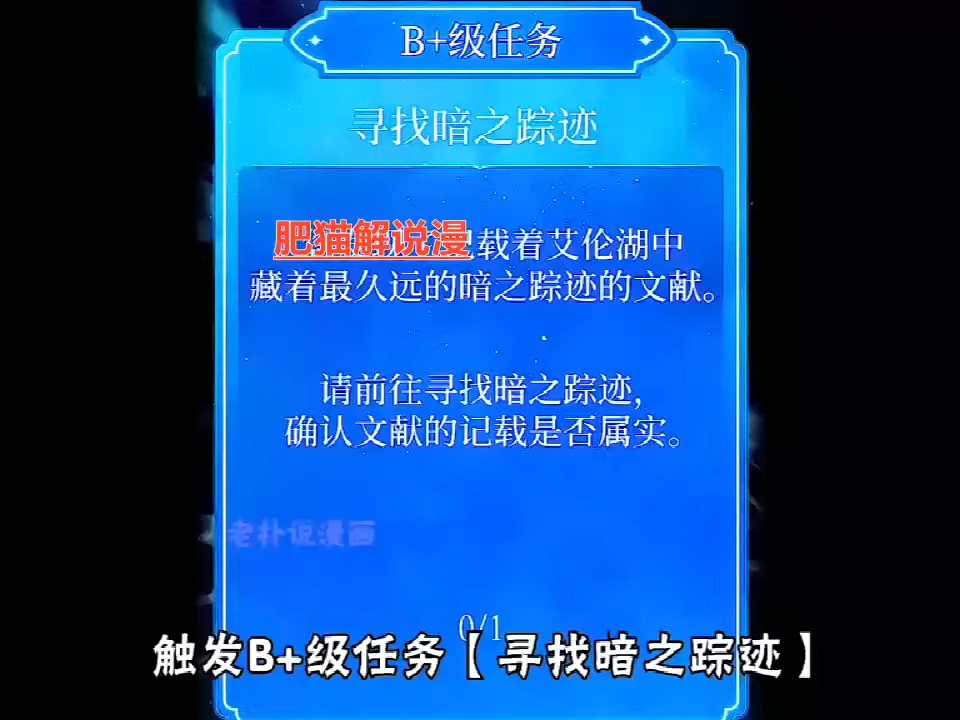 B+级任务
寻找暗之踪迹
肥猫解说漫
载着艾伦湖中
藏着最久远的暗之踪迹的文献。
请前往寻找暗之踪迹,
确认文献的记载是否属实。
老朴说漫画
0/1
触发B+级任务【寻找暗之踪迹】